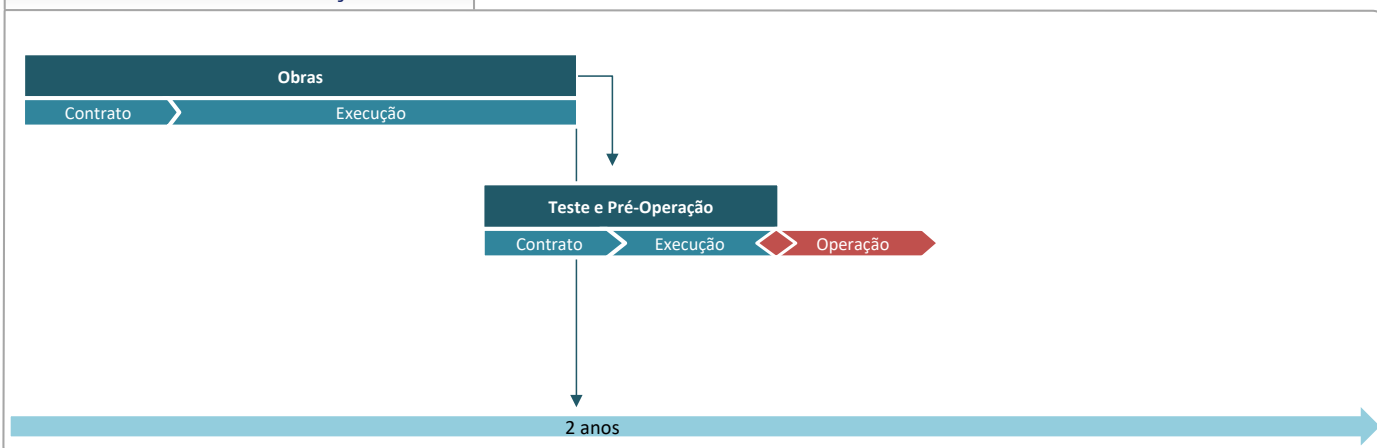 Obras
Contrato
Execução
Teste e Pré-Operação
Contrato
Execução
Operação
2 anos